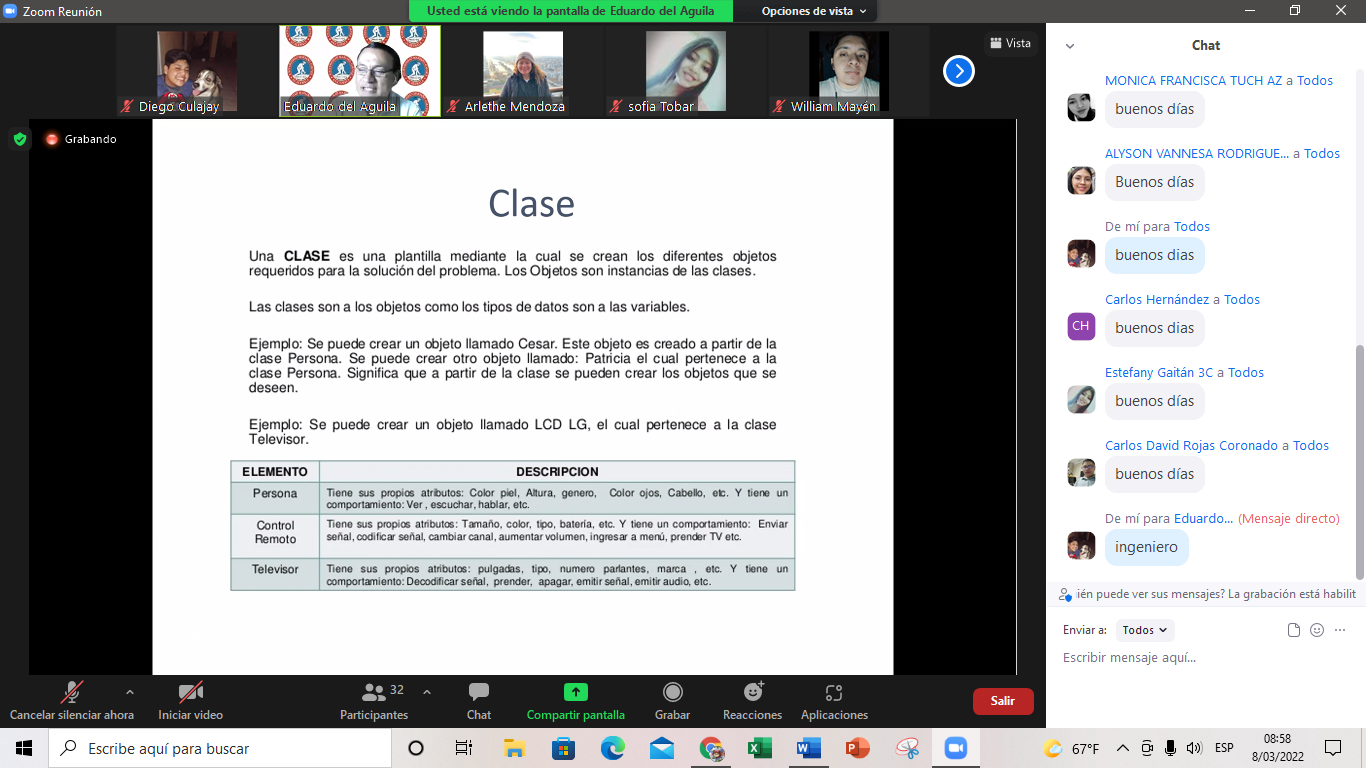 Zoom Reunión
Usted está viendo la pantalla de Eduardo del Aguila
Opciones de vista
Diego Culajay
Eduardo del Aguila
Arlethe Mendoza
sofia Tobar
William Mayén
Vista
Grabando
Clase
Una CLASE es una plantilla mediante la cual se crean los diferentes objetos
requeridos para la solución del problema. Los Objetos son instancias de las clases.
Las clases son a los objetos como los tipos de datos son a las variables.
Ejemplo: Se puede crear un objeto llamado Cesar. Este objeto es creado a partir de la
clase Persona. Se puede crear otro objeto llamado: Patricia el cual pertenece a la
clase Persona. Significa que a partir de la clase se pueden crear los objetos que se
deseen.
Ejemplo: Se puede crear un objeto llamado LCD LG, el cual pertenece a la clase
Televisor.
ELEMENTO DESCRIPCION
Persona
Tiene sus propios atributos: Color piel, Altura, genero, Color ojos, Cabello, etc. Y tiene un
comportamiento: Ver , escuchar, hablar, etc.
Control
Remoto
Tiene sus propios atributos: Tamaño, color, tipo, batería, etc. Y tiene un comportamiento: Enviar
señal, codificar señal, cambiar canal, aumentar volumen, ingresar a menú, prender TV etc.
Televisor
Tiene sus propios atributos: pulgadas, tipo, numero parlantes, marca , etc. Y tiene un
comportamiento: Decodificar señal, prender, apagar, emitir señal, emitir audio, etc.
Chat
MONICA FRANCISCA TUCH AZ a Todos
buenos días
ALYSON VANNESA RODRIGUE... a Todos
Buenos días
De mí para Todos
buenos dias
CH
Carlos Hernández a Todos
buenos dias
Estefany Gaitán 3C a Todos
buenos días
Carlos David Rojas Coronado a Todos
buenos días
De mí para Eduardo... (Mensaje directo)
ingeniero
ién puede ver sus mensajes? La grabación está habilit
Enviar a: Todos
Escribir mensaje aquí...
Cancelar silenciar ahora
Iniciar video
32
Participantes
Chat
Compartir pantalla
Grabar
Reacciones
Aplicaciones
Salir
Escribe aquí para buscar
67°F
ESP
08:58
8/03/2022